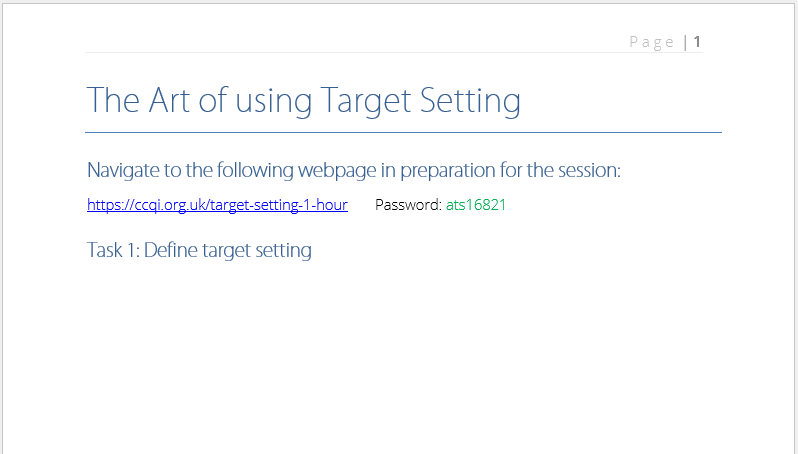 Page | 1
The Art of using Target Setting
Navigate to the following webpage in preparation for the session:
https://ccqi.org.uk/target-setting-1-hour Password: ats16821
Task 1: Define target setting